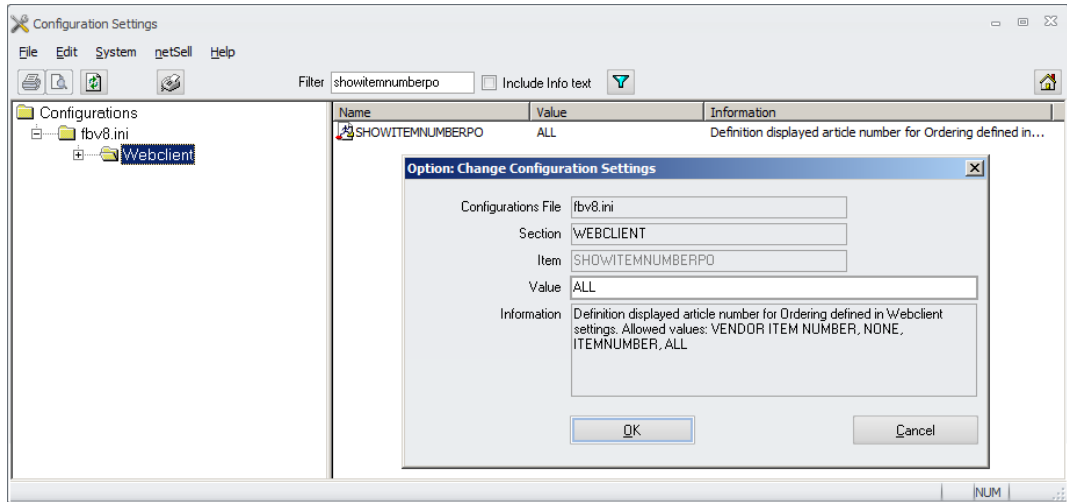 Configuration Settings
File Edit System netSell Help
Filter showitemnumberpo Include Info text
Configurations
fbv8.ini
Webclient
Name Value Information
SHOWITEMNUMBERPO ALL Definition displayed article number for Ordering defined in...
Option: Change Configuration Settings
Configurations File fbv8.ini
Section WEBCLIENT
Item SHOWITEMNUMBERPO
Value ALL
Information Definition displayed article number for Ordering defined in Webclient
settings. Allowed values: VENDOR ITEM NUMBER, NONE,
ITEMNUMBER, ALL
OK Cancel
NUM